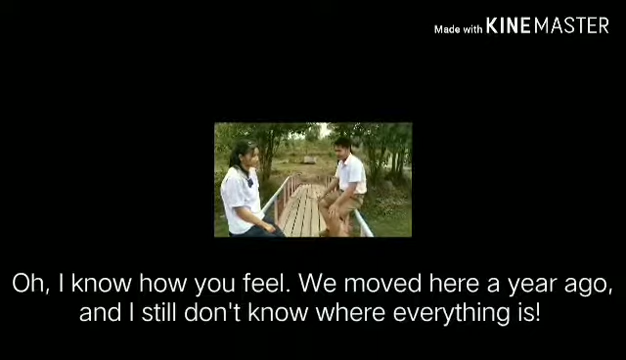 Made with KINEMASTER
Oh, I know how you feel. We moved here a year ago,
and I still don't know where everything is!